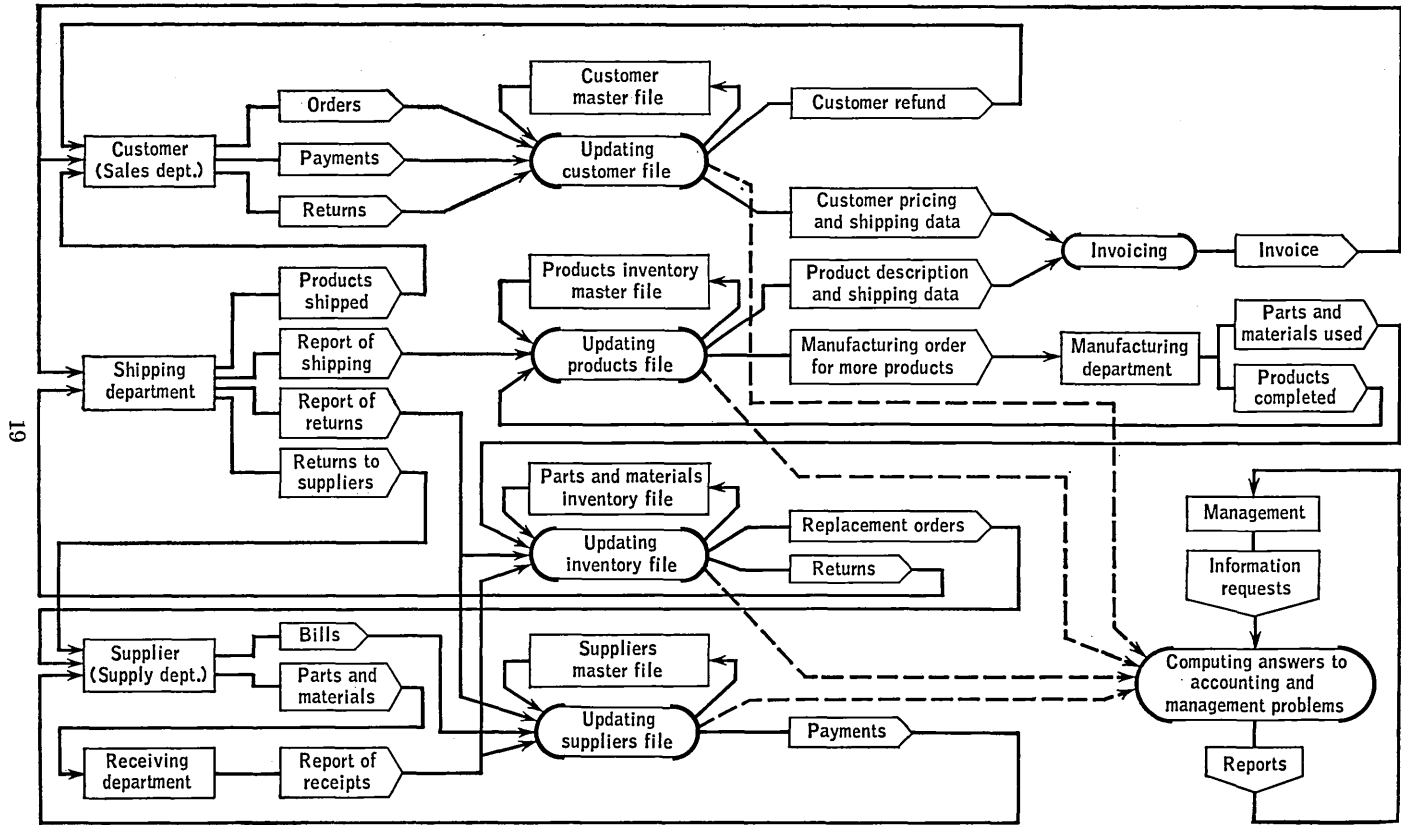 Customer
(Sales dept.)
Orders
Payments
Returns
Customer
master file
Updating
customer file
Customer refund
Customer pricing
and shipping data
Invoicing
Invoice
Shipping
department
Products
shipped
Report of
shipping
Report of
returns
Returns to
suppliers
Products inventory
master file
Updating
products file
Product description
and shipping data
Manufacturing order
for more products
Manufacturing
department
Parts and
materials used
Products
completed
19
Parts and materials
inventory file
Updating
inventory file
Replacement orders
Returns
Management
Information
requests
Supplier
(Supply dept.)
Bills
Parts and
materials
Receiving
department
Report of
receipts
Suppliers
master file
Updating
suppliers file
Payments
Computing answers to
accounting and
management problems
Reports